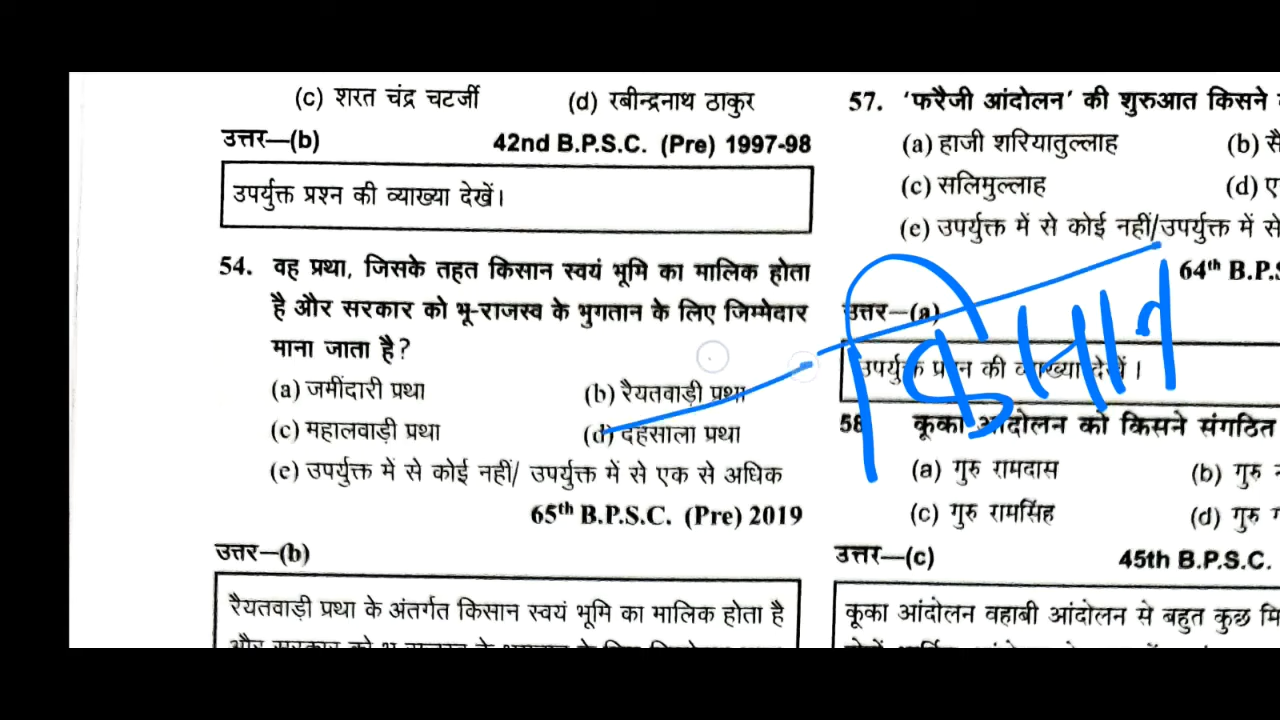 (c) शरत चंद्र चटर्जी (d) रबीन्द्रनाथ ठाकुर
उत्तर—(b) 42nd B.P.S.C. (Pre) 1997-98
उपर्युक्त प्रश्न की व्याख्या देखें।
54. वह प्रथा, जिसके तहत किसान स्वयं भूमि का मालिक होता
है और सरकार को भू-राजस्व के भुगतान के लिए जिम्मेदार
माना जाता है?
(a) जमींदारी प्रथा (b) रैयतवाड़ी प्रथा
(c) महालवाड़ी प्रथा (d) दहसाला प्रथा
(e) उपर्युक्त में से कोई नहीं/ उपर्युक्त में से एक से अधिक
65th B.P.S.C. (Pre) 2019
उत्तर—(b)
रैयतवाड़ी प्रथा के अंतर्गत किसान स्वयं भूमि का मालिक होता है
57. 'फरैजी आंदोलन' की शुरुआत किसने
(a) हाजी शरियातुल्लाह (b)
(c) सलिमुल्लाह (d)
(e) उपर्युक्त में से कोई नहीं/उपर्युक्त में से
64th B.P.S
उत्तर—(a)
उपर्युक्त प्रश्न की व्याख्या देखें।
किसान
58 कूका आंदोलन को किसने संगठित
(a) गुरु रामदास (b) गुरु
(c) गुरु रामसिंह (d) गुरु
उत्तर—(c) 45th B.P.S.C.
कूका आंदोलन वहाबी आंदोलन से बहुत कुछ